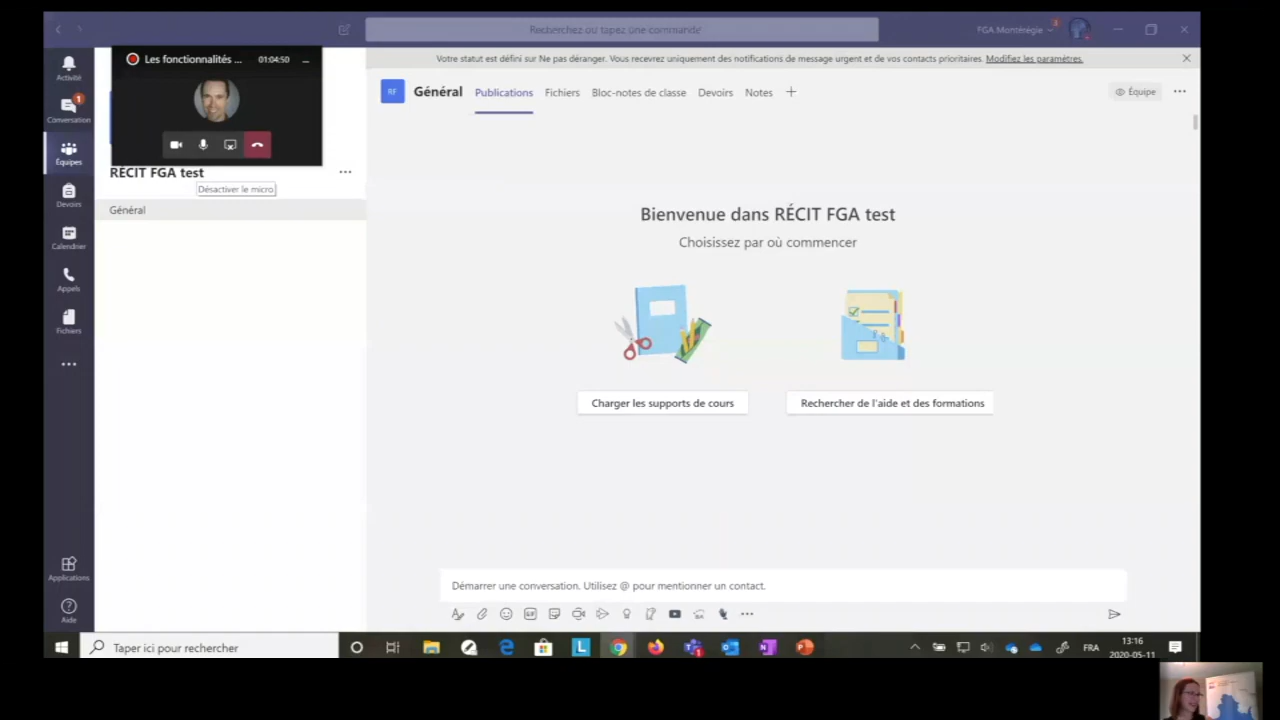 Recherchez ou tapez une commande
FGA Montérégie
Activité
Conversation
1
Équipes
Devoirs
Calendrier
Appels
Fichiers
Applications
Aide
Les fonctionnalités ...
01:04:50
RÉCIT FGA test
Désactiver le micro
Général
Votre statut est défini sur Ne pas déranger. Vous recevrez uniquement des notifications de message urgent et de vos contacts prioritaires. Modifiez les paramètres.
RF
Général
Publications
Fichiers
Bloc-notes de classe
Devoirs
Notes
Équipe
Bienvenue dans RÉCIT FGA test
Choisissez par où commencer
Charger les supports de cours
Rechercher de l'aide et des formations
Démarrer une conversation. Utilisez @ pour mentionner un contact.
GIF
Taper ici pour rechercher
L
FRA
13:16
2020-05-11